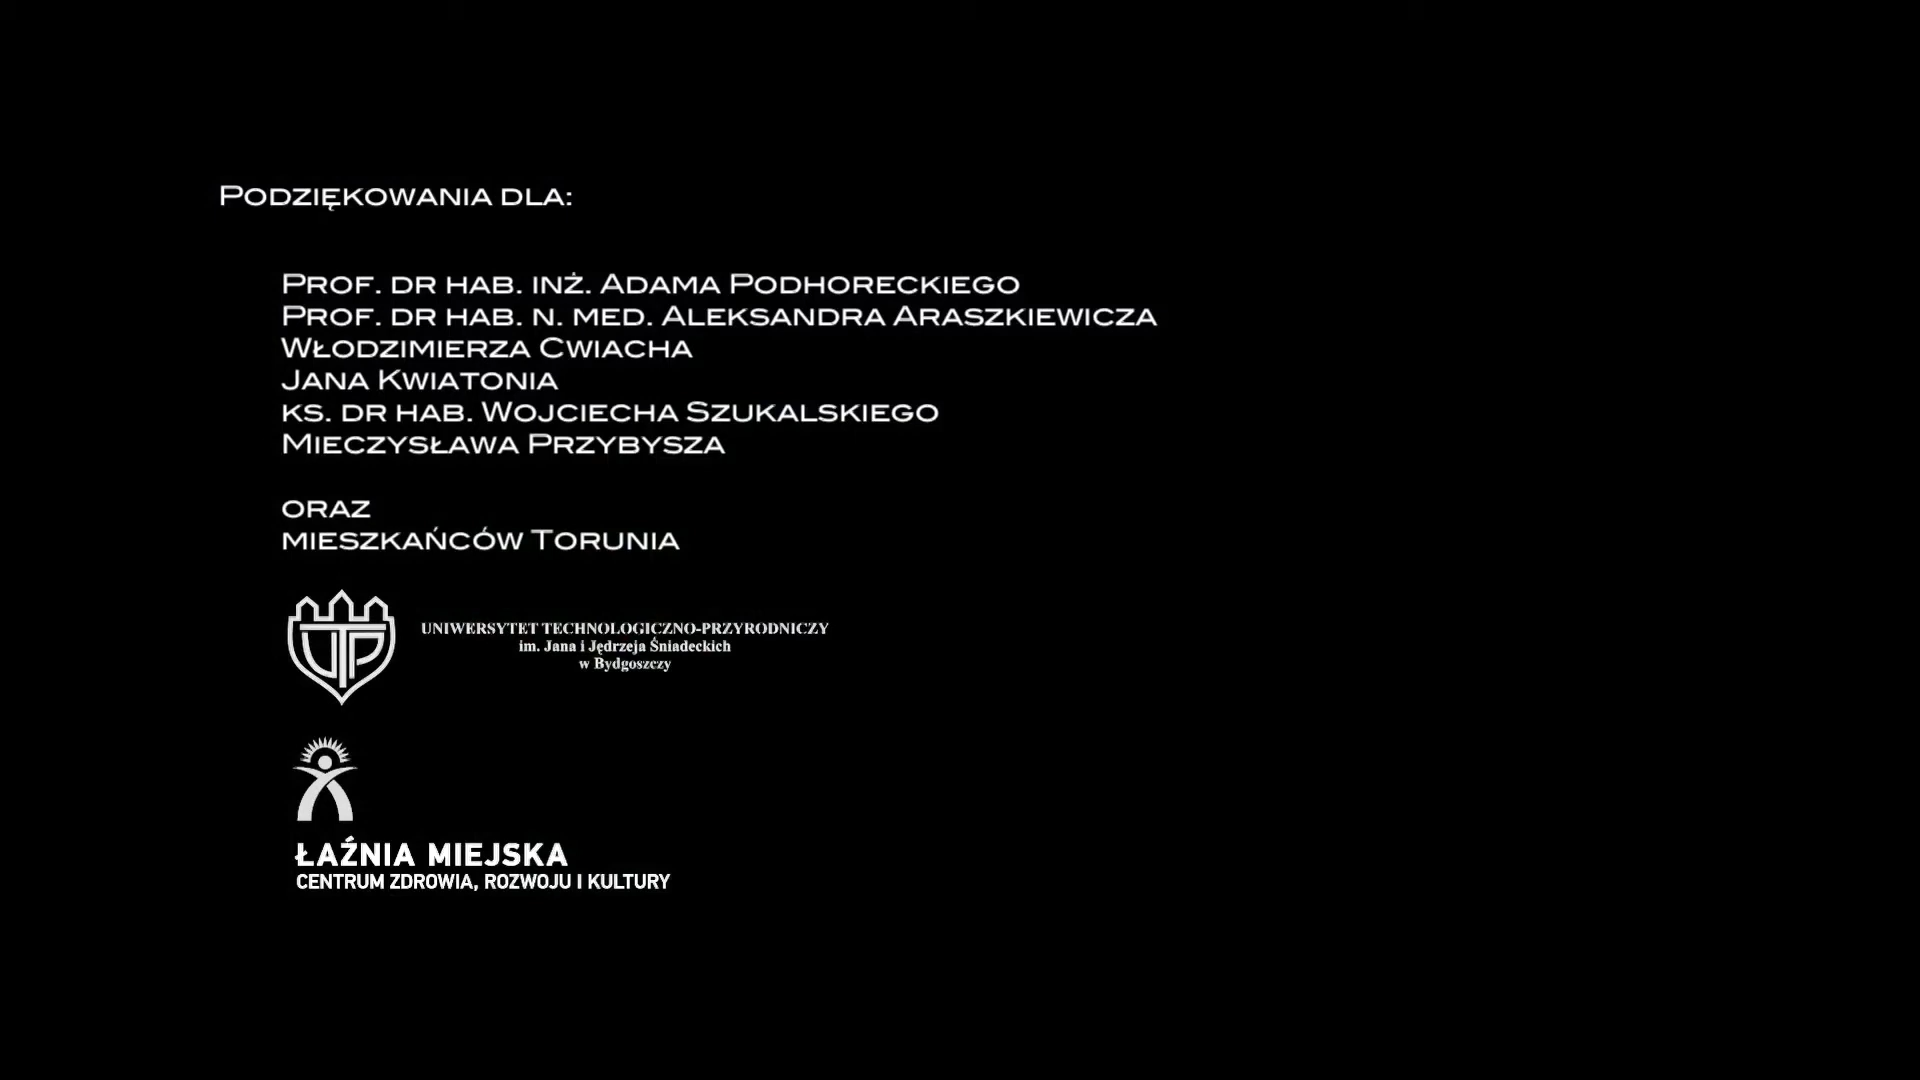 Podziękowania dla:
Prof. dr hab. inż. Adama Podhoreckiego
Prof. dr hab. n. med. Aleksandra Araszkiewicza
Włodzimierza Cwiacha
Jana Kwiatonia
ks. dr hab. Wojciecha Szukalskiego
Mieczysława Przybysza
oraz
mieszkańców Torunia
UTP
UNIWERSYTET TECHNOLOGICZNO-PRZYRODNICZY
im. Jana i Jędrzeja Śniadeckich
w Bydgoszczy
ŁAŹNIA MIEJSKA
CENTRUM ZDROWIA, ROZWOJU I KULTURY